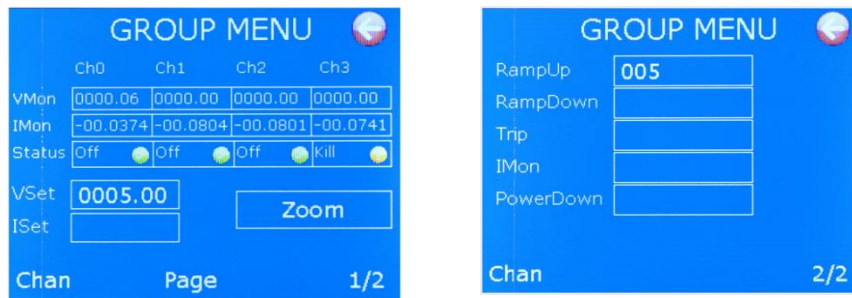 GROUP MENU
Ch0 Ch1 Ch2 Ch3
VMon 0000.06 0000.00 0000.00 0000.00
IMon -00.0374 -00.0804 -00.0801 -00.0741
Status Off Off Off Kill
VSet 0005.00
Zoom
ISet
Chan Page 1/2
GROUP MENU
RampUp 005
RampDown
Trip
IMon
PowerDown
Chan 2/2